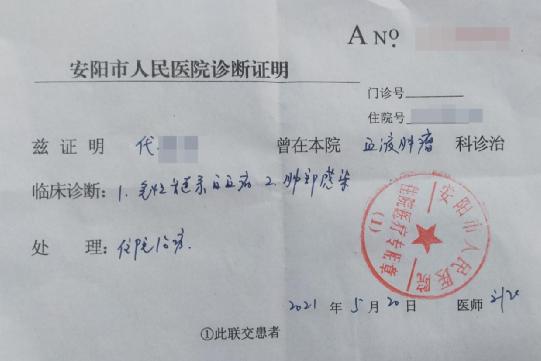 A No.
安阳市人民医院诊断证明
门诊号
住院号
兹 证 明 代 曾在本院 血液肿瘤 科诊治
临床诊断：1. 急性髓系白血病 2. 肺部感染
处 理：住院治疗.
安阳市人民医院
住院医疗专用章
(1)
2021 年 5 月 20 日 医师
①此联交患者